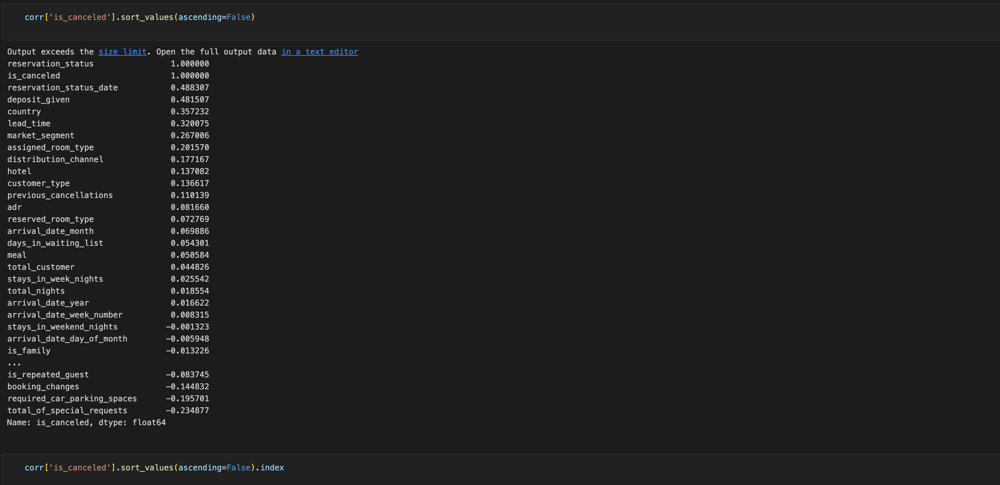 corr['is_canceled'].sort_values(ascending=False)
Output exceeds the size limit. Open the full output data in a text editor
reservation_status 1.000000
is_canceled 1.000000
reservation_status_date 0.488307
deposit_given 0.481507
country 0.357232
lead_time 0.320075
market_segment 0.267006
assigned_room_type 0.201570
distribution_channel 0.177167
hotel 0.137082
customer_type 0.136617
previous_cancellations 0.110139
adr 0.081660
reserved_room_type 0.072769
arrival_date_month 0.069886
days_in_waiting_list 0.054301
meal 0.050584
total_customer 0.044826
stays_in_week_nights 0.025542
total_nights 0.018554
arrival_date_year 0.016622
arrival_date_week_number 0.008315
stays_in_weekend_nights -0.001323
arrival_date_day_of_month -0.005948
is_family -0.013226
...
is_repeated_guest -0.083745
booking_changes -0.144832
required_car_parking_spaces -0.195701
total_of_special_requests -0.234877
Name: is_canceled, dtype: float64
corr['is_canceled'].sort_values(ascending=False).index